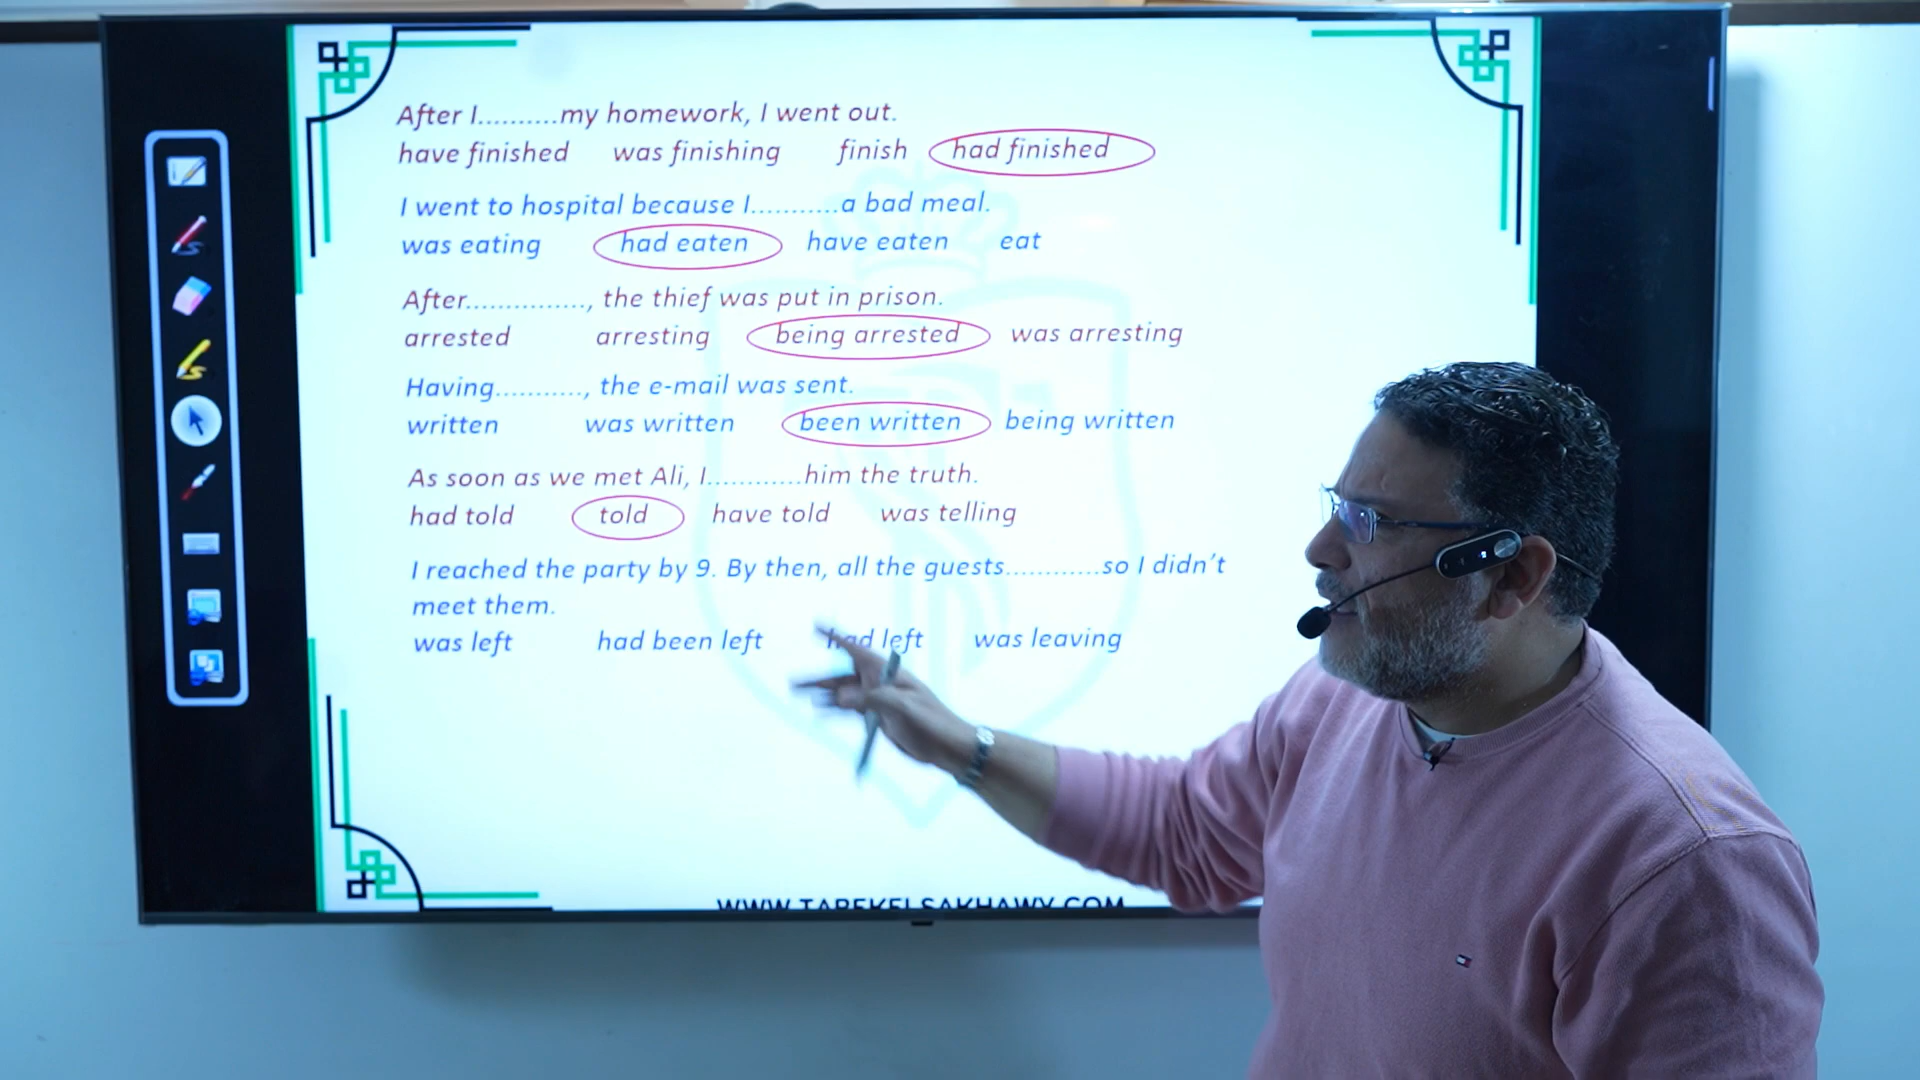 After I..........my homework, I went out.
have finished was finishing finish had finished
I went to hospital because I...........a bad meal.
was eating had eaten have eaten eat
After..............., the thief was put in prison.
arrested arresting being arrested was arresting
Having..........., the e-mail was sent.
written was written been written being written
As soon as we met Ali, I............him the truth.
had told told have told was telling
I reached the party by 9. By then, all the guests............so I didn't
meet them.
was left had been left had left was leaving
WWW.TAREKELSAKHAWY.COM